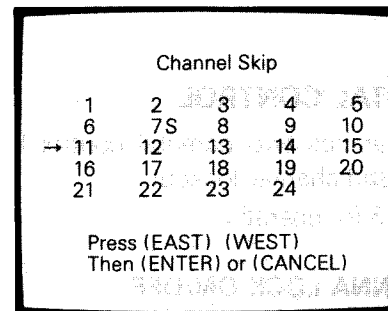 Channel Skip
1 2 3 4 5
6 7S 8 9 10
→ 11 12 13 14 15
16 17 18 19 20
21 22 23 24
Press (EAST) (WEST)
Then (ENTER) or (CANCEL)